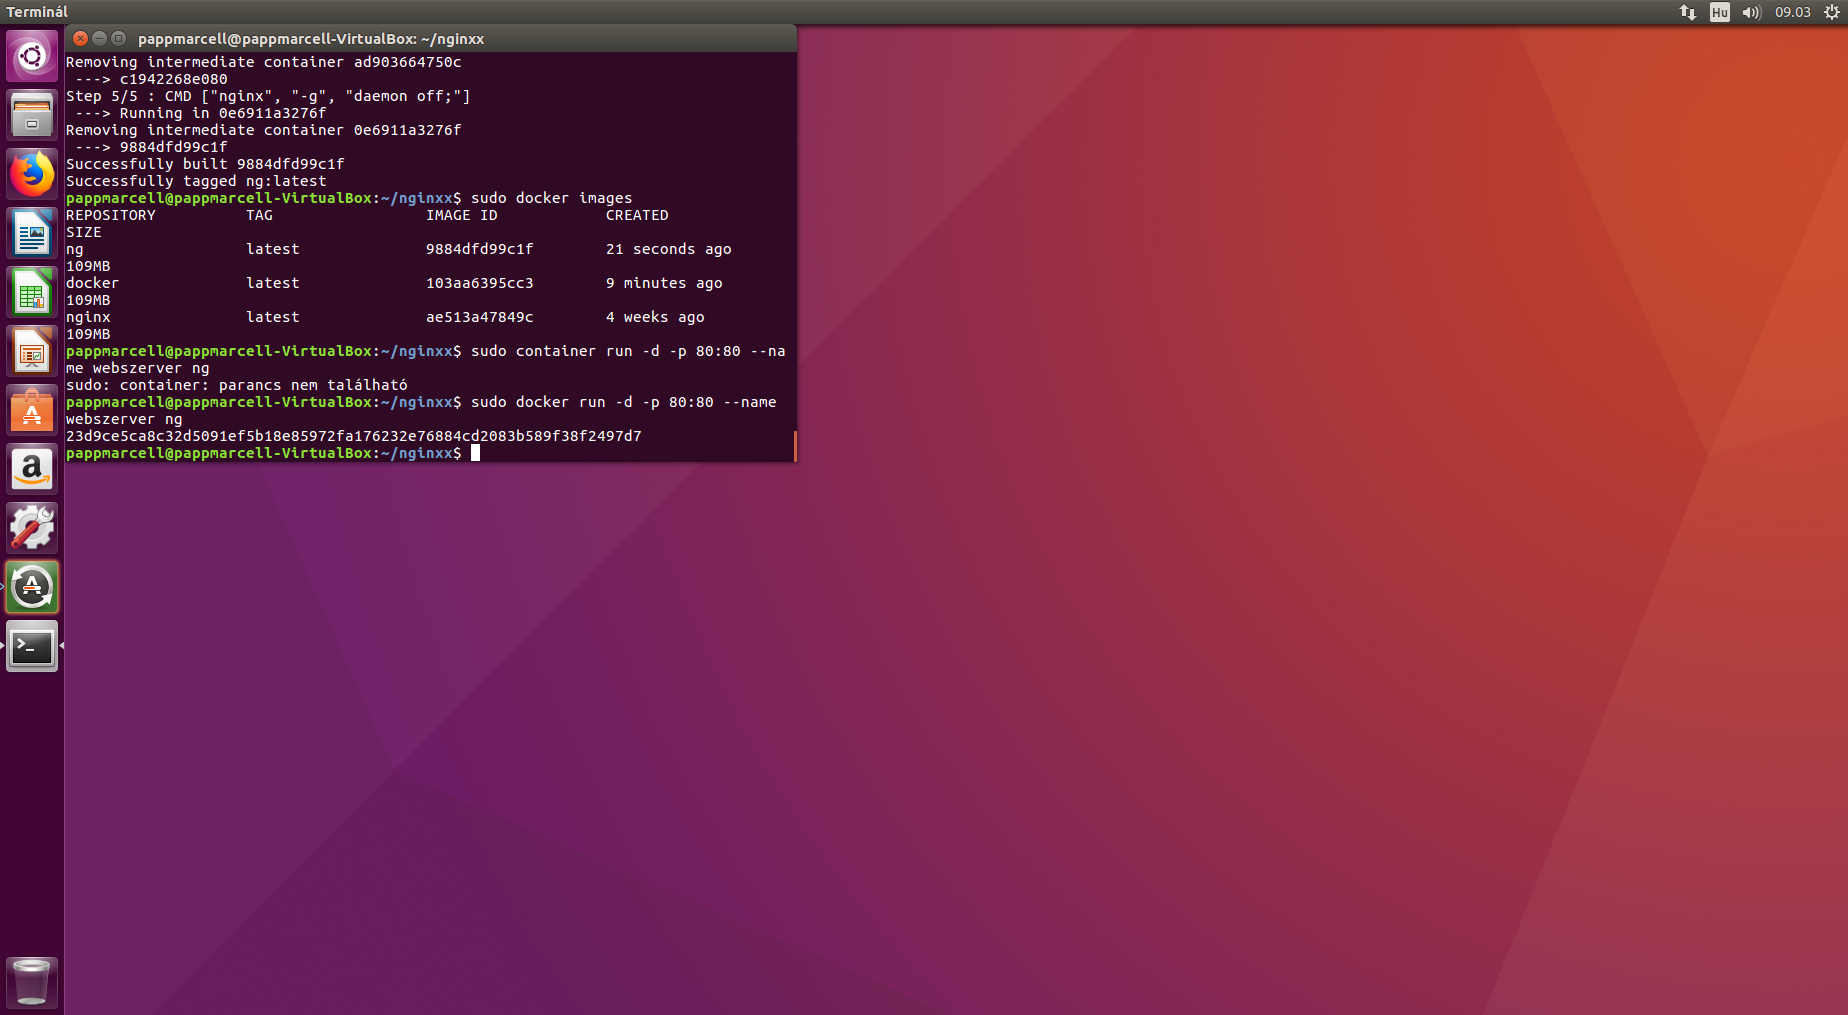 Terminál
Hu
09.03
pappmarcell@pappmarcell-VirtualBox: ~/nginxx
Removing intermediate container ad903664750c
 ---> c1942268e080
Step 5/5 : CMD ["nginx", "-g", "daemon off;"]
 ---> Running in 0e6911a3276f
Removing intermediate container 0e6911a3276f
 ---> 9884dfd99c1f
Successfully built 9884dfd99c1f
Successfully tagged ng:latest
pappmarcell@pappmarcell-VirtualBox:~/nginxx$ sudo docker images
REPOSITORY          TAG                 IMAGE ID            CREATED
SIZE
ng                  latest              9884dfd99c1f        21 seconds ago
109MB
docker              latest              103aa6395cc3        9 minutes ago
109MB
nginx               latest              ae513a47849c        4 weeks ago
109MB
pappmarcell@pappmarcell-VirtualBox:~/nginxx$ sudo container run -d -p 80:80 --na
me webszerver ng
sudo: container: parancs nem található
pappmarcell@pappmarcell-VirtualBox:~/nginxx$ sudo docker run -d -p 80:80 --name
webszerver ng
23d9ce5ca8c32d5091ef5b18e85972fa176232e76884cd2083b589f38f2497d7
pappmarcell@pappmarcell-VirtualBox:~/nginxx$